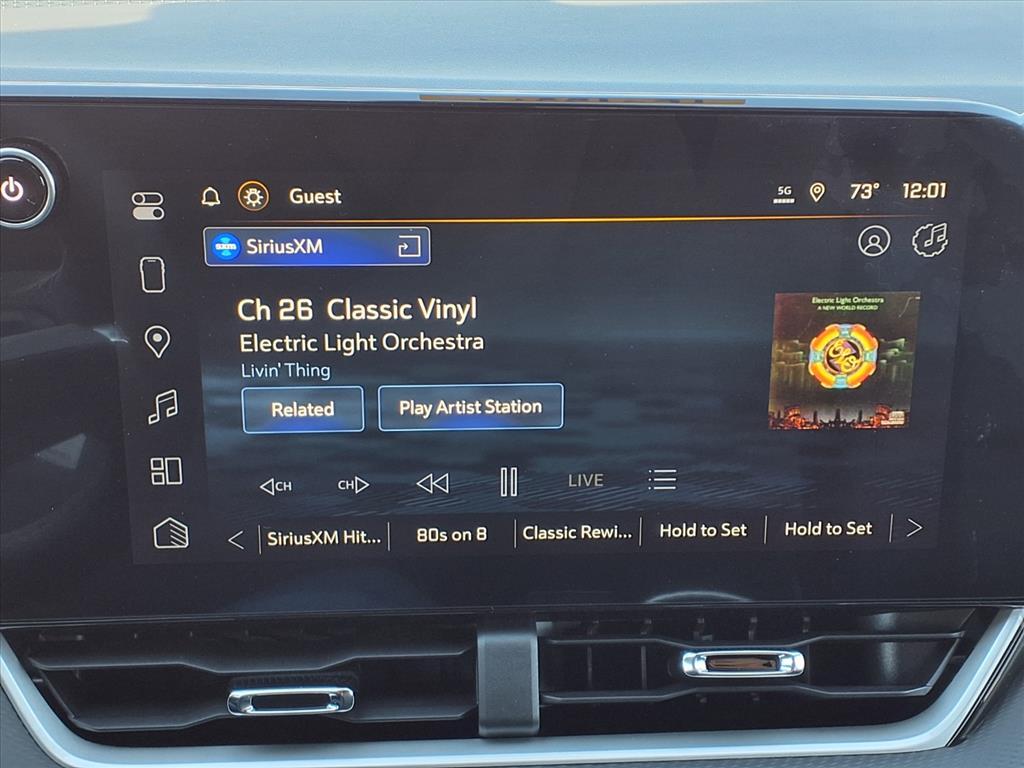 Guest
5G
73°
12:01
sxm SiriusXM
Ch 26 Classic Vinyl
Electric Light Orchestra
Livin' Thing
Related
Play Artist Station
Electric Light Orchestra
A NEW WORLD RECORD
ELO
CH
CH
LIVE
SiriusXM Hit...
80s on 8
Classic Rewi...
Hold to Set
Hold to Set